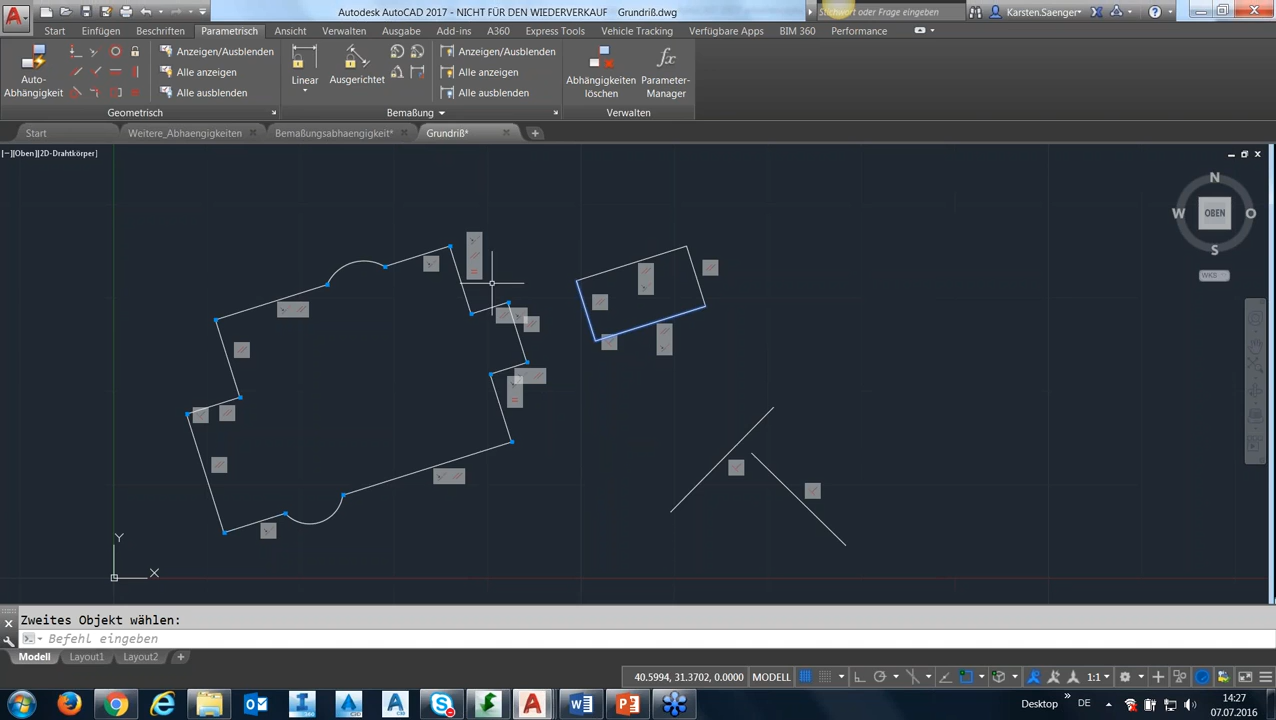 Autodesk AutoCAD 2017 - NICHT FÜR DEN WIEDERVERKAUF Grundriß.dwg
Stichwort oder Frage eingeben
Karsten.Saenger
Start Einfügen Beschriften Parametrisch Ansicht Verwalten Ausgabe Add-ins A360 Express Tools Vehicle Tracking Verfügbare Apps BIM 360 Performance
Auto-
Abhängigkeit
Anzeigen/Ausblenden
Alle anzeigen
Alle ausblenden
Geometrisch
Linear
Ausgerichtet
Anzeigen/Ausblenden
Alle anzeigen
Alle ausblenden
Bemaßung
Abhängigkeiten
löschen
fx
Parameter-
Manager
Verwalten
Start Weitere_Abhaengigkeiten Bemaßungsabhaengigkeit* Grundriß*
[−][Oben][2D-Drahtkörper]
N
W OBEN O
S
WKS
Y
X
Zweites Objekt wählen:
Befehl eingeben
Modell Layout1 Layout2
40.5994, 31.3702, 0.0000 MODELL 1:1
Desktop DE 14:27
07.07.2016